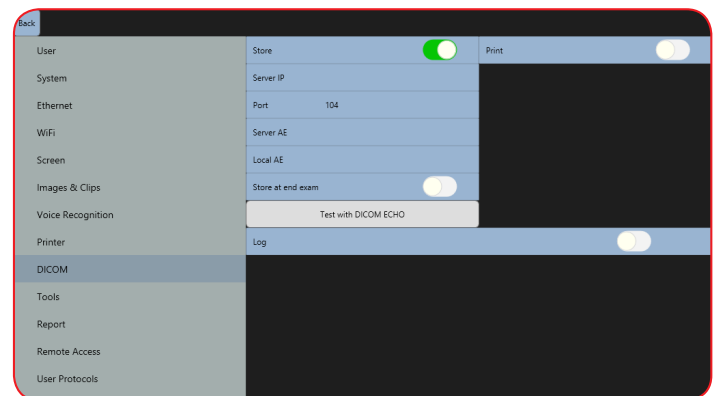 Back
User
System
Ethernet
WiFi
Screen
Images & Clips
Voice Recognition
Printer
DICOM
Tools
Report
Remote Access
User Protocols
Store
Server IP
Port 104
Server AE
Local AE
Store at end exam
Test with DICOM ECHO
Log
Print